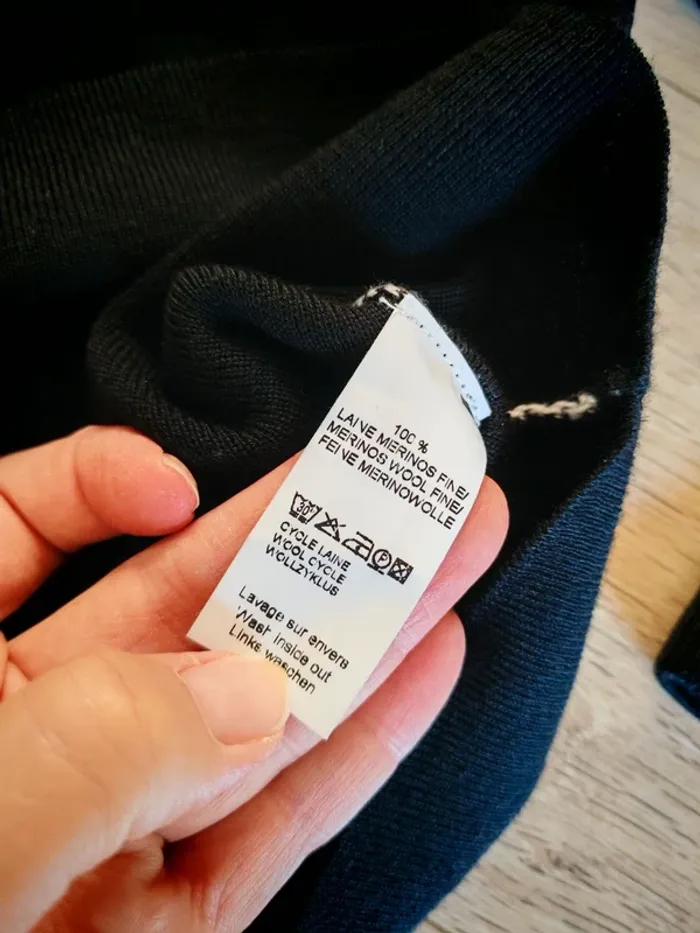 100 %
LAINE MERINOS FINE/
MERINOS WOOL FINE/
FEINE MERINOWOLLE
30°
P
CYCLE LAINE
WOOL CYCLE
WOLLZYKLUS
Lavage sur envers
Wash inside out
Links waschen